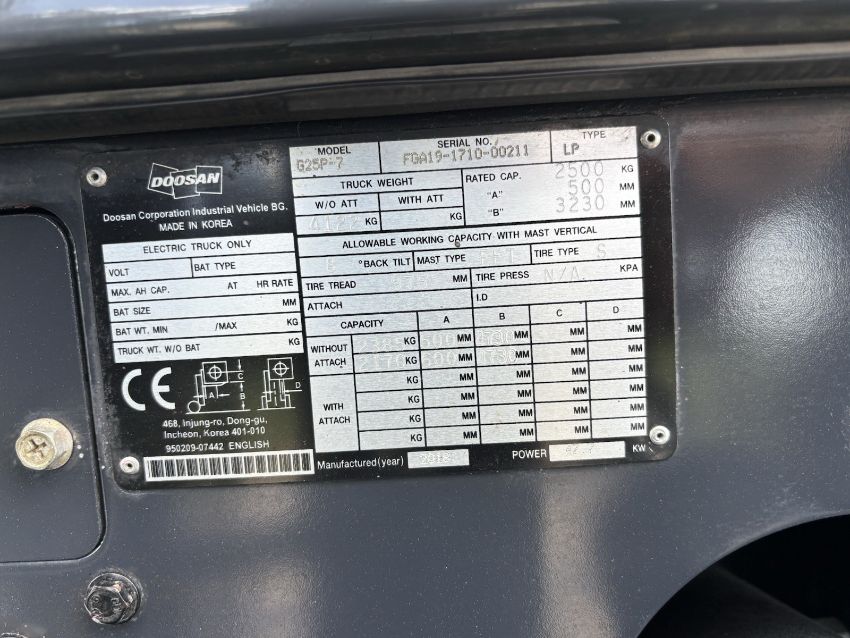 DOOSAN
Doosan Corporation Industrial Vehicle BG.
MADE IN KOREA
ELECTRIC TRUCK ONLY
VOLT BAT TYPE
MAX. AH CAP. AT HR RATE
BAT SIZE MM
BAT WT. MIN /MAX KG
TRUCK WT. W/O BAT KG
CE
A B C D
468, Injung-ro, Dong-gu,
Incheon, Korea 401-010
950209-07442 ENGLISH
MODEL SERIAL NO. TYPE
G25P-7 FGA19-1710-00211 LP
TRUCK WEIGHT RATED CAP. 2500 KG
W/O ATT WITH ATT "A" 500 MM
KG KG "B" 3230 MM
ALLOWABLE WORKING CAPACITY WITH MAST VERTICAL
°BACK TILT MAST TYPE TIRE TYPE S
TIRE TREAD MM TIRE PRESS N/A KPA
ATTACH I.D
CAPACITY A B C D
WITHOUT ATTACH KG 600 MM 4730 MM MM MM
KG 600 MM 4730 MM MM MM
WITH ATTACH KG MM MM MM MM
KG MM MM MM MM
KG MM MM MM MM
KG MM MM MM MM
Manufactured (year) POWER KW